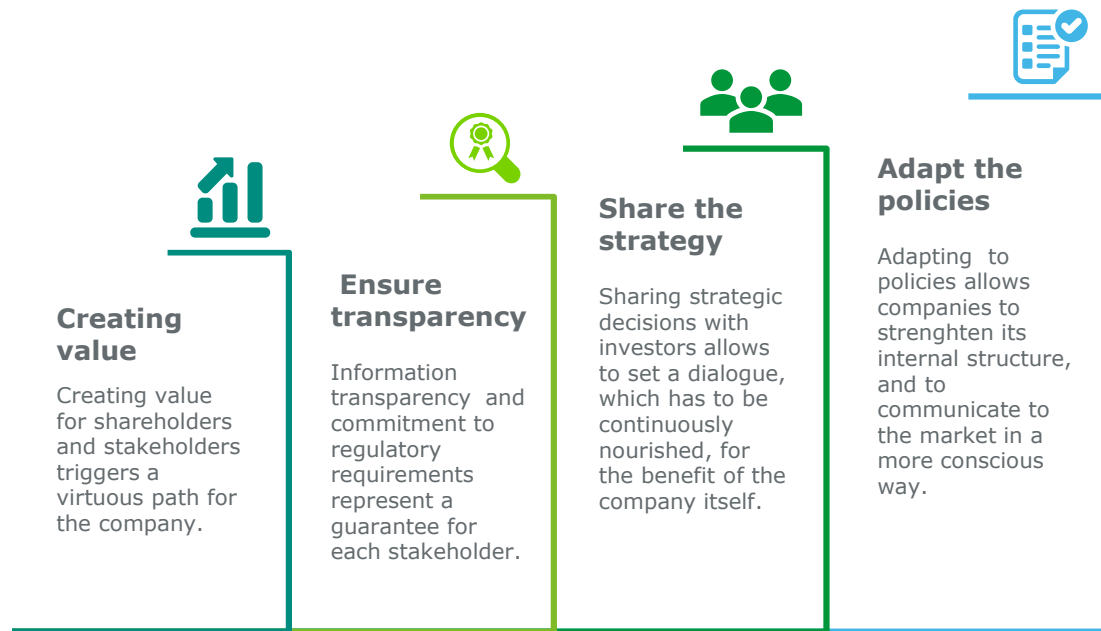 Creating
value
Creating value
for shareholders
and stakeholders
triggers a
virtuous path for
the company.
Ensure
transparency
Information
transparency  and
commitment to
regulatory
requirements
represent a
guarantee for
each stakeholder.
Share the
strategy
Sharing strategic
decisions with
investors allows
to set a dialogue,
which has to be
continuously
nourished, for
the benefit of the
company itself.
Adapt the
policies
Adapting  to
policies allows
companies to
strenghten its
internal structure,
and to
communicate to
the market in a
more conscious
way.